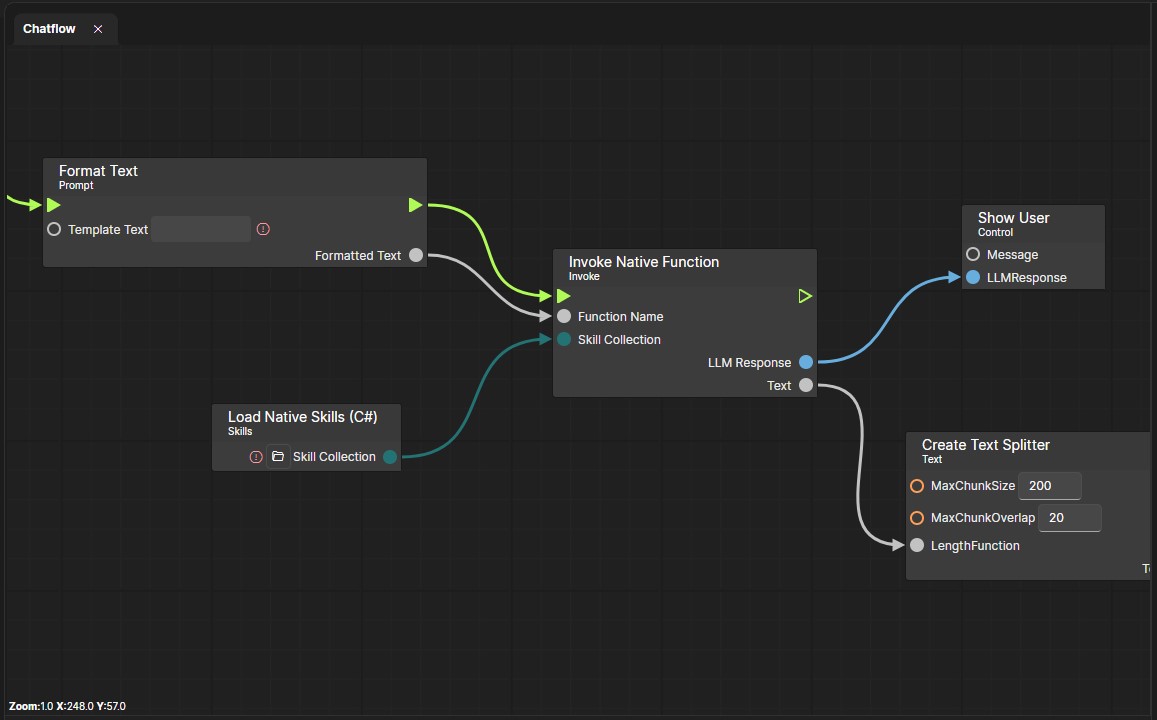 Chatflow
Format Text
Prompt
Template Text
Formatted Text
Invoke Native Function
Invoke
Function Name
Skill Collection
LLM Response
Text
Show User
Control
Message
LLMResponse
Load Native Skills (C#)
Skills
Skill Collection
Create Text Splitter
Text
MaxChunkSize 200
MaxChunkOverlap 20
LengthFunction
Zoom:1.0 X:248.0 Y:57.0